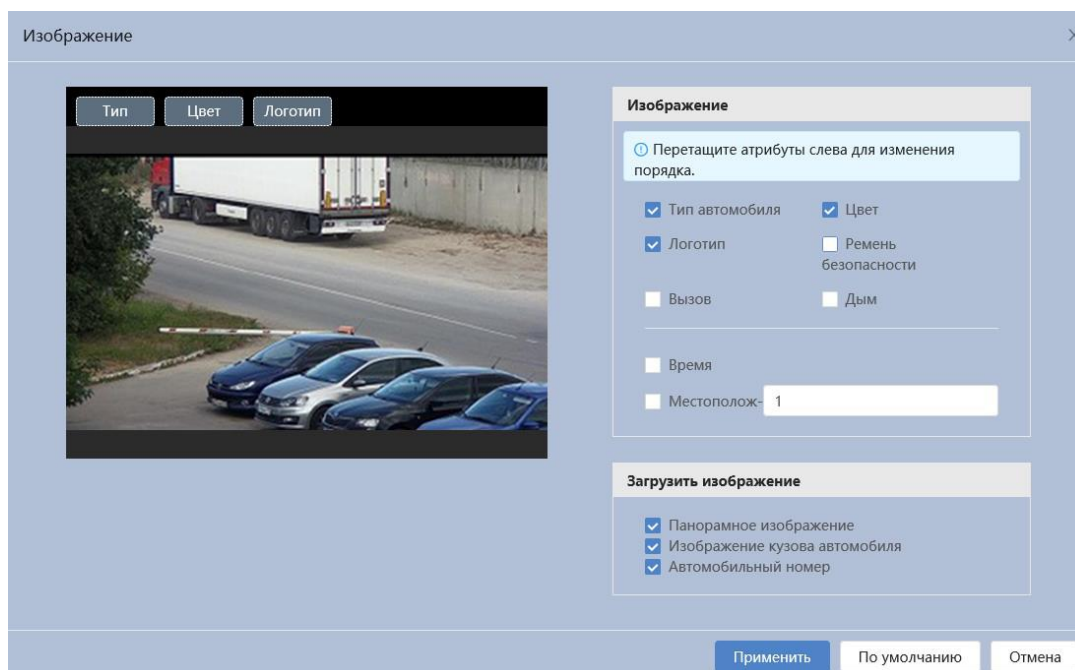 Изображение
Тип
Цвет
Логотип
Изображение
Перетащите атрибуты слева для изменения
порядка.
Тип автомобиля
Цвет
Логотип
Ремень
безопасности
Вызов
Дым
Время
Местополож- 1
Загрузить изображение
Панорамное изображение
Изображение кузова автомобиля
Автомобильный номер
Применить
По умолчанию
Отмена